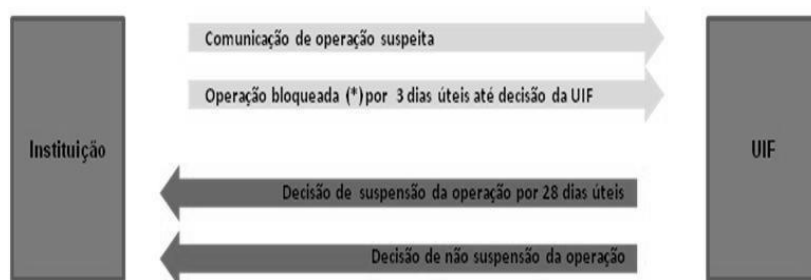 Comunicação de operação suspeita
Operação bloqueada (*) por 3 dias úteis até decisão da UIF
Instituição
UIF
Decisão de suspensão da operação por 28 dias úteis
Decisão de não suspensão da operação